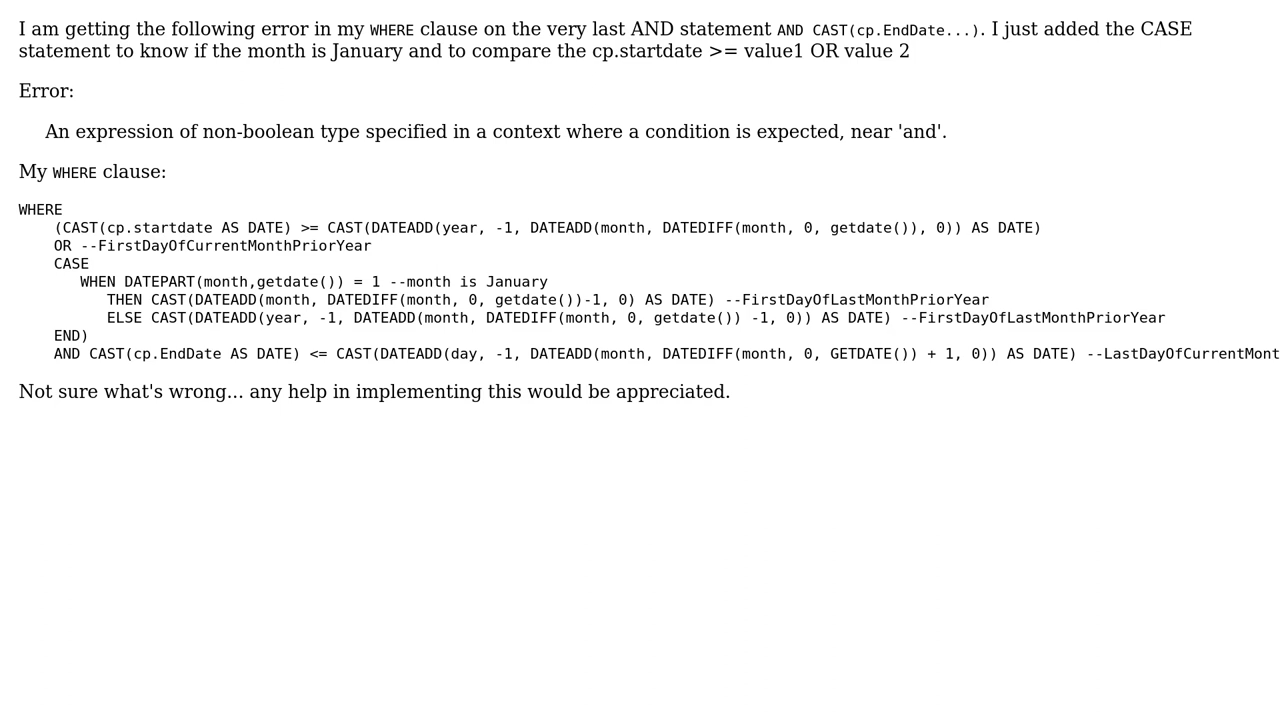 I am getting the following error in my WHERE clause on the very last AND statement AND CAST(cp.EndDate...). I just added the CASE
statement to know if the month is January and to compare the cp.startdate >= value1 OR value 2
Error:
An expression of non-boolean type specified in a context where a condition is expected, near 'and'.
My WHERE clause:
WHERE
(CAST(cp.startdate AS DATE) >= CAST(DATEADD(year, -1, DATEADD(month, DATEDIFF(month, 0, getdate()), 0)) AS DATE)
OR --FirstDayOfCurrentMonthPriorYear
CASE
WHEN DATEPART(month,getdate()) = 1 --month is January
THEN CAST(DATEADD(month, DATEDIFF(month, 0, getdate())-1, 0) AS DATE) --FirstDayOfLastMonthPriorYear
ELSE CAST(DATEADD(year, -1, DATEADD(month, DATEDIFF(month, 0, getdate()) -1, 0)) AS DATE) --FirstDayOfLastMonthPriorYear
END)
AND CAST(cp.EndDate AS DATE) <= CAST(DATEADD(day, -1, DATEADD(month, DATEDIFF(month, 0, GETDATE()) + 1, 0)) AS DATE) --LastDayOfCurrentMont
Not sure what's wrong... any help in implementing this would be appreciated.